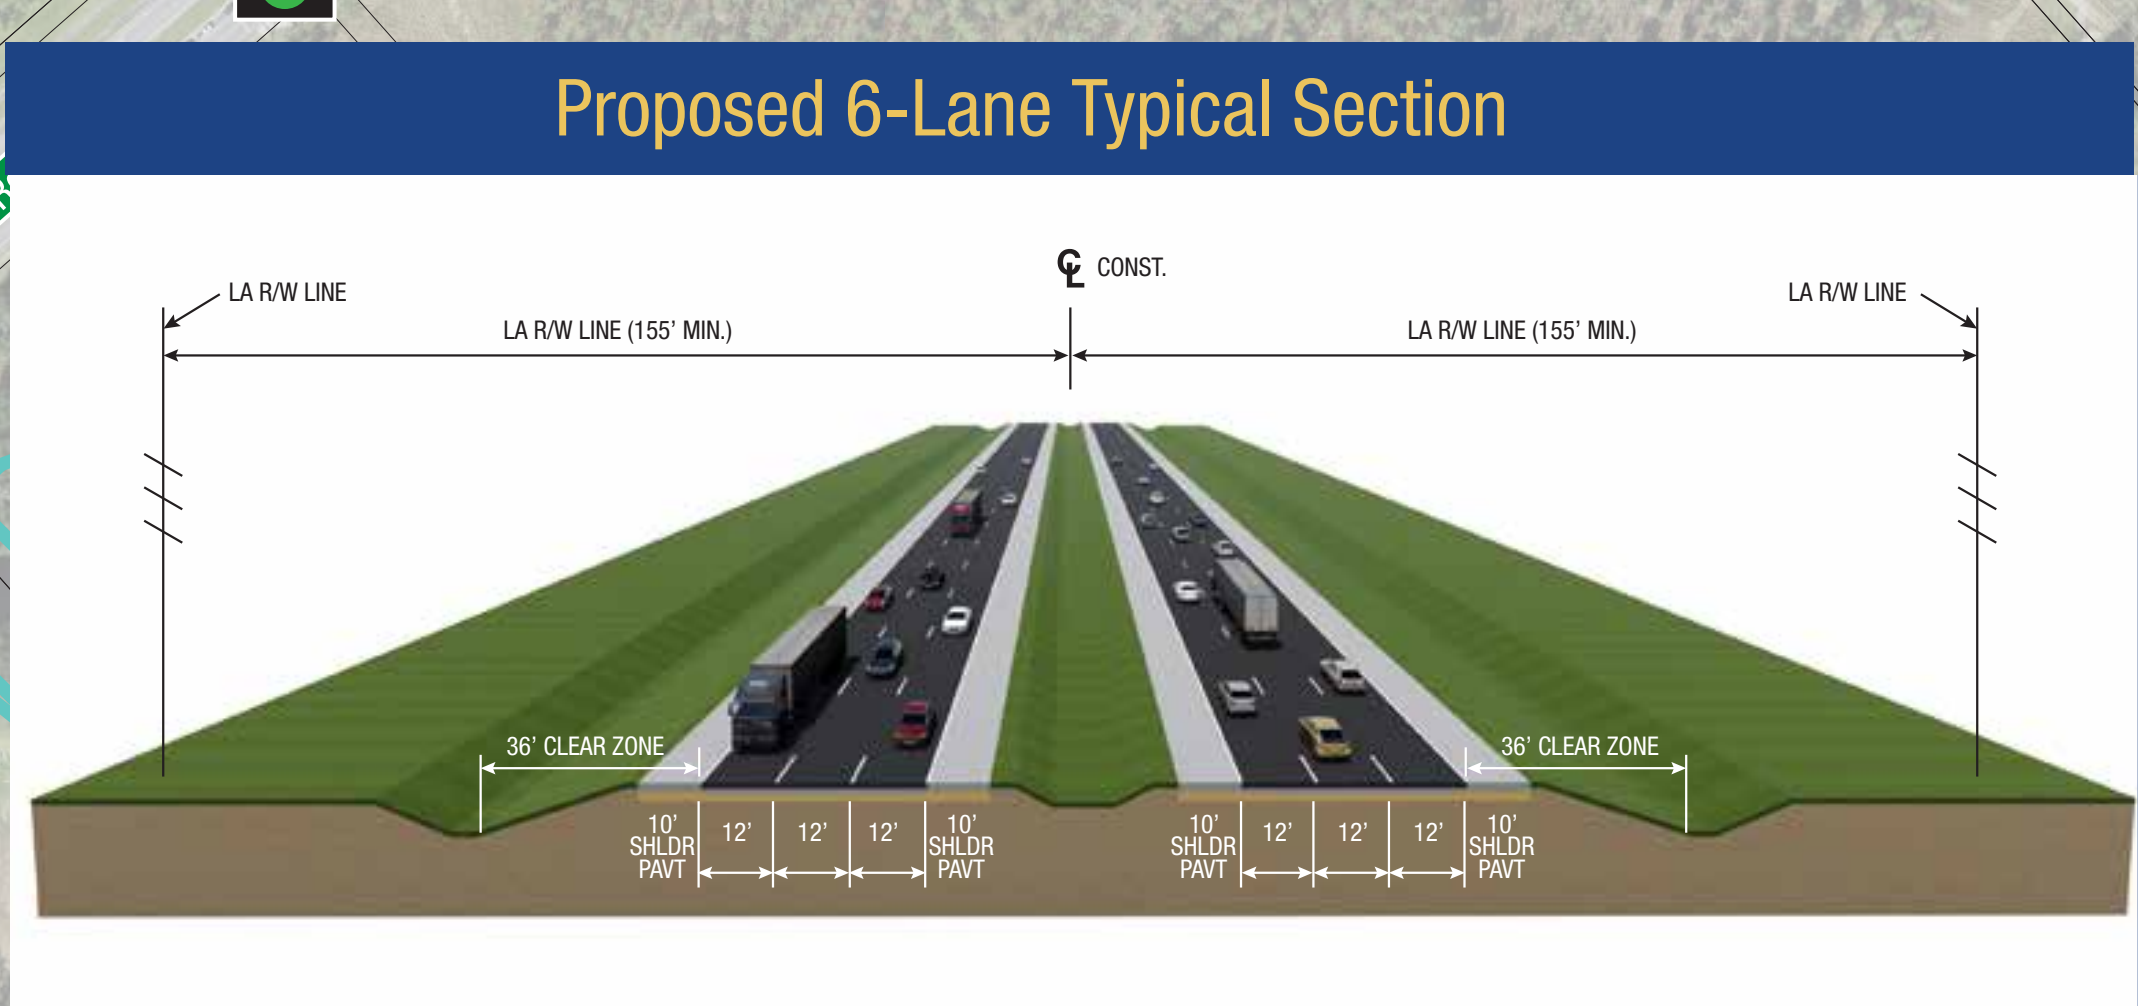 Proposed 6-Lane Typical Section
CL CONST.
LA R/W LINE
LA R/W LINE
LA R/W LINE (155’ MIN.)
LA R/W LINE (155’ MIN.)
36’ CLEAR ZONE
36’ CLEAR ZONE
10’
SHLDR
PAVT
12’
12’
12’
10’
SHLDR
PAVT
10’
SHLDR
PAVT
12’
12’
12’
10’
SHLDR
PAVT